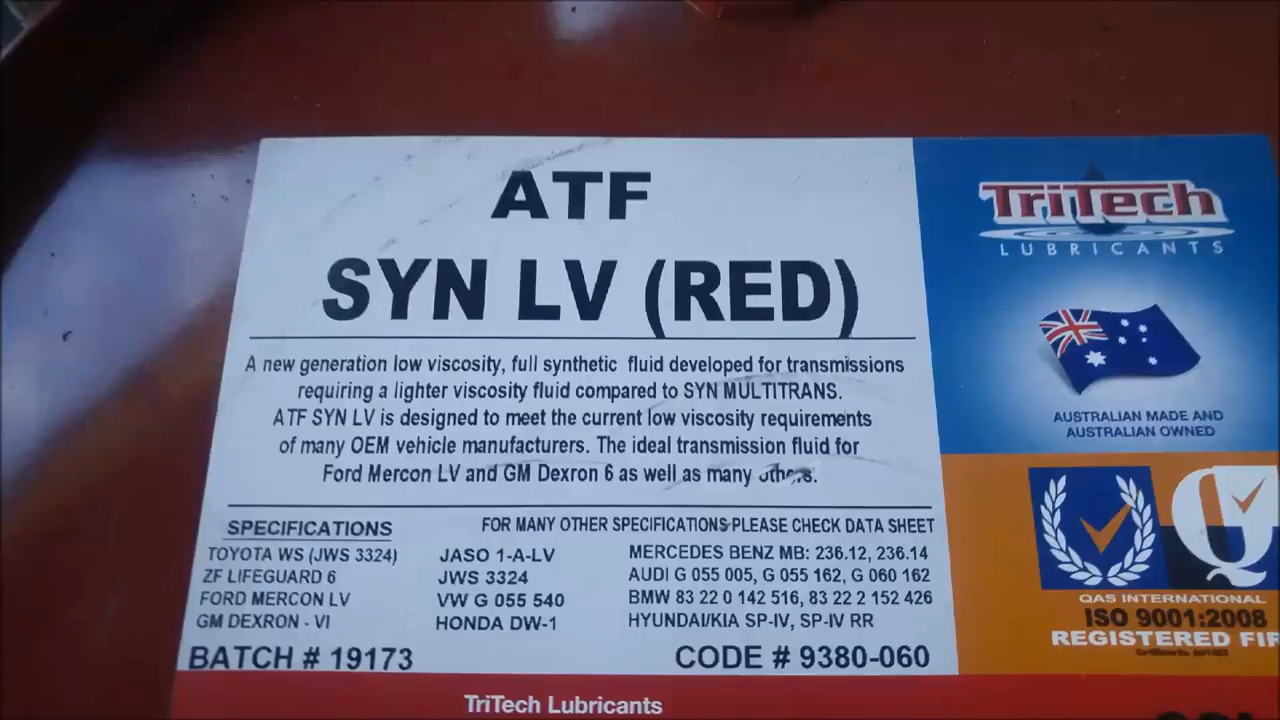 ATF
SYN LV (RED)
A new generation low viscosity, full synthetic fluid developed for transmissions
requiring a lighter viscosity fluid compared to SYN MULTITRANS.
ATF SYN LV is designed to meet the current low viscosity requirements
of many OEM vehicle manufacturers. The ideal transmission fluid for
Ford Mercon LV and GM Dexron 6 as well as many others.
SPECIFICATIONS
FOR MANY OTHER SPECIFICATIONS PLEASE CHECK DATA SHEET
TOYOTA WS (JWS 3324)
ZF LIFEGUARD 6
FORD MERCON LV
GM DEXRON - VI
JASO 1-A-LV
JWS 3324
VW G 055 540
HONDA DW-1
MERCEDES BENZ MB: 236.12, 236.14
AUDI G 055 005, G 055 162, G 060 162
BMW 83 22 0 142 516, 83 22 2 152 426
HYUNDAI/KIA SP-IV, SP-IV RR
BATCH # 19173
CODE # 9380-060
TriTech Lubricants
TriTech
LUBRICANTS
AUSTRALIAN MADE AND
AUSTRALIAN OWNED
Q
QAS INTERNATIONAL
ISO 9001:2008
REGISTERED